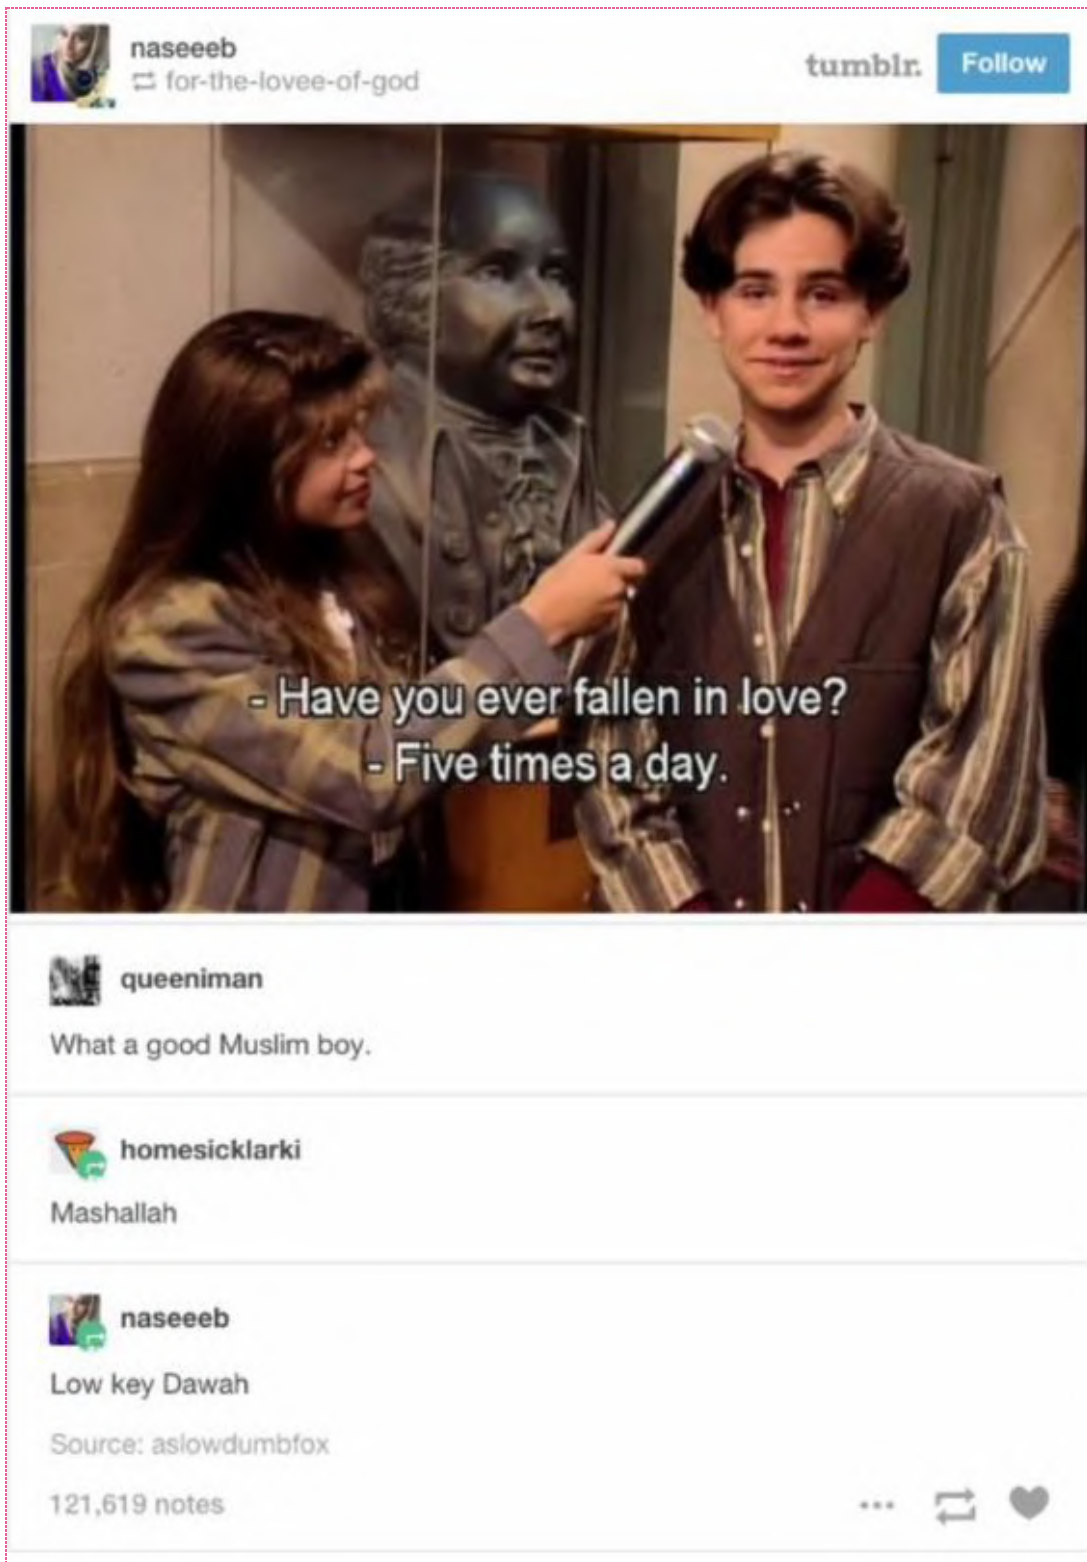 naseeeb
for-the-lovee-of-god
tumblr.
Follow
- Have you ever fallen in love?
- Five times a day.
queeniman
What a good Muslim boy.
homesicklarki
Mashallah
naseeeb
Low key Dawah
Source: aslowdumbfox
121,619 notes